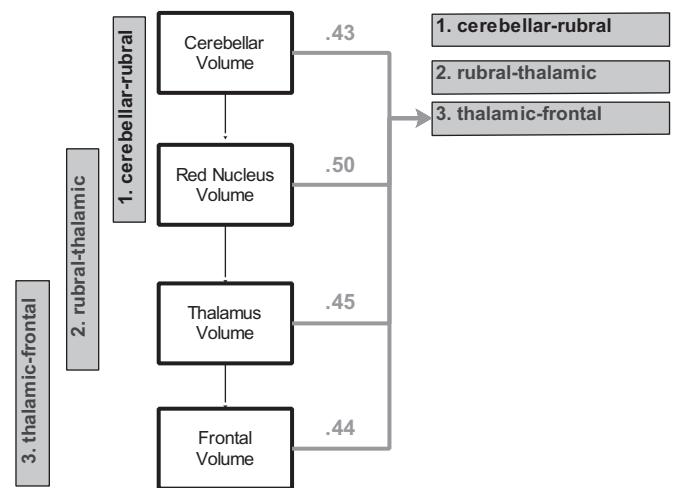 1. cerebellar-rubral
2. rubral-thalamic
3. thalamic-frontal
Cerebellar
Volume
.43
1. cerebellar-rubral
2. rubral-thalamic
3. thalamic-frontal
Red Nucleus
Volume
.50
Thalamus
Volume
.45
Frontal
Volume
.44